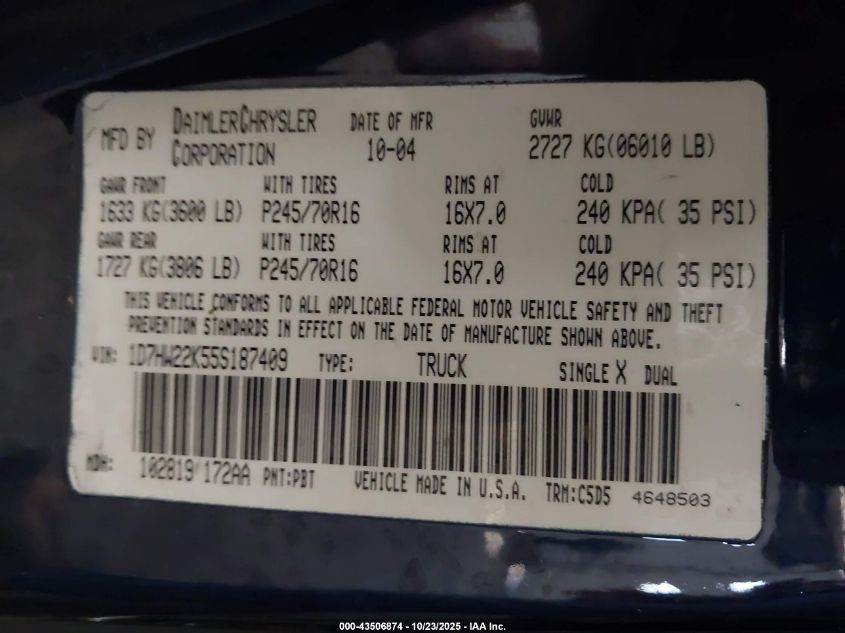 MFD BY DAIMLERCHRYSLER CORPORATION DATE OF MFR 10-04 GVWR 2727 KG(06010 LB)
GAWR FRONT WITH TIRES RIMS AT COLD
1633 KG(3600 LB) P245/70R16 16X7.0 240 KPA( 35 PSI)
GAWR REAR WITH TIRES RIMS AT COLD
1727 KG(3806 LB) P245/70R16 16X7.0 240 KPA( 35 PSI)
THIS VEHICLE CONFORMS TO ALL APPLICABLE FEDERAL MOTOR VEHICLE SAFETY AND THEFT
PREVENTION STANDARDS IN EFFECT ON THE DATE OF MANUFACTURE SHOWN ABOVE.
VIN: 1D7HW22K55S187409 TYPE: TRUCK SINGLE X DUAL
MDH: 102819 172AA PNT:PBT VEHICLE MADE IN U.S.A. TRM:C5D5 4648503
000-43506874 - 10/23/2025 - IAA Inc.